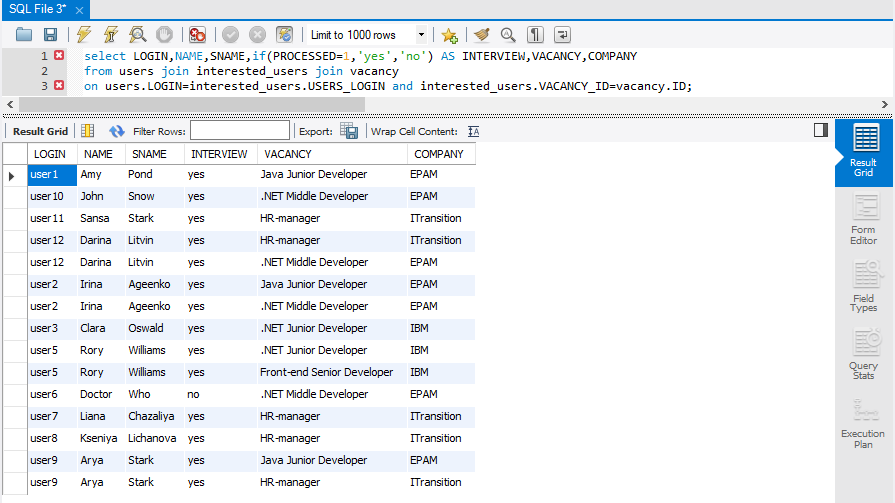 SQL File 3*
Limit to 1000 rows
1 select LOGIN,NAME,SNAME,if(PROCESSED=1,'yes','no') AS INTERVIEW,VACANCY,COMPANY
2 from users join interested_users join vacancy
3 on users.LOGIN=interested_users.USERS_LOGIN and interested_users.VACANCY_ID=vacancy.ID;
Result Grid Filter Rows: Export: Wrap Cell Content:
LOGIN NAME SNAME INTERVIEW VACANCY COMPANY
user1 Amy Pond yes Java Junior Developer EPAM
user10 John Snow yes .NET Middle Developer EPAM
user11 Sansa Stark yes HR-manager ITransition
user12 Darina Litvin yes HR-manager ITransition
user12 Darina Litvin yes .NET Middle Developer EPAM
user2 Irina Ageenko yes Java Junior Developer EPAM
user2 Irina Ageenko yes .NET Middle Developer EPAM
user3 Clara Oswald yes .NET Junior Developer IBM
user5 Rory Williams yes .NET Junior Developer IBM
user5 Rory Williams yes Front-end Senior Developer IBM
user6 Doctor Who no .NET Middle Developer EPAM
user7 Liana Chazaliya yes HR-manager ITransition
user8 Kseniya Lichanova yes HR-manager ITransition
user9 Arya Stark yes Java Junior Developer EPAM
user9 Arya Stark yes HR-manager ITransition
Result
Grid
Form
Editor
Field
Types
Query
Stats
Execution
Plan